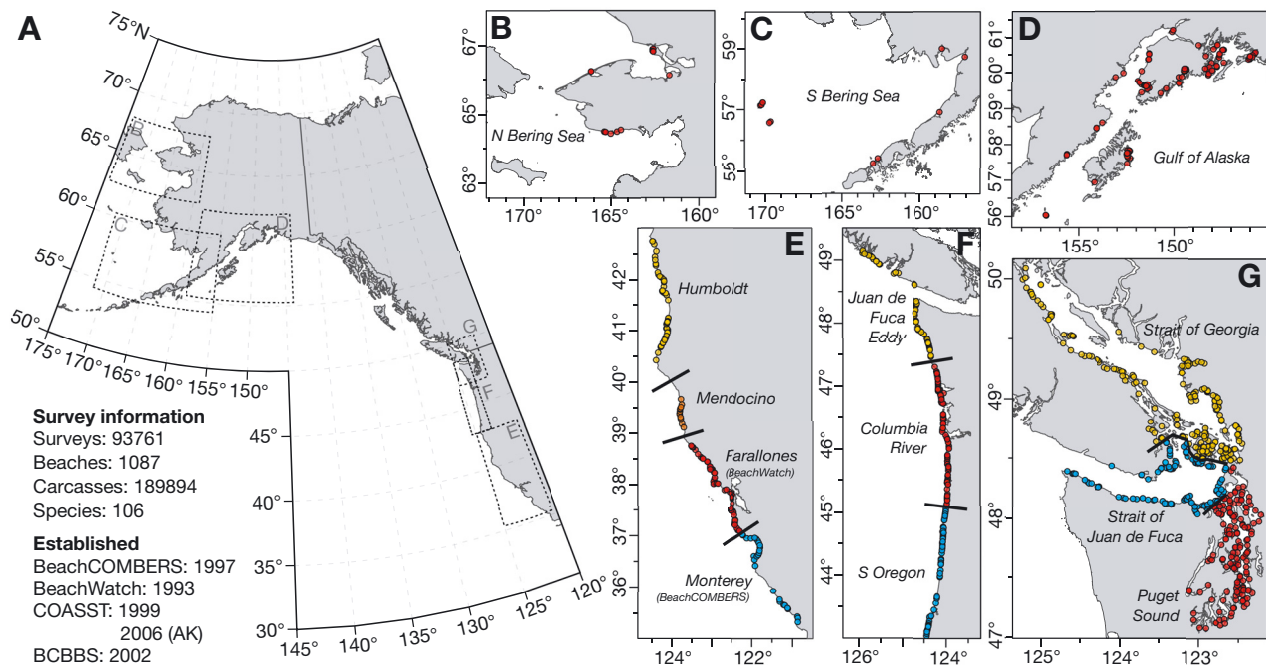 A
75°N
70°
65°
60°
55°
50°
175°
170°
165°
160°
155°
150°
45°
40°
35°
30°
145°
140°
135°
130°
125°
120°
B
C
D
G
F
E
Survey information
Surveys: 93761
Beaches: 1087
Carcasses: 189894
Species: 106
Established
BeachCOMBERS: 1997
BeachWatch: 1993
COASST: 1999
2006 (AK)
BCBBS: 2002
B
67°
65°
63°
N Bering Sea
170°
165°
160°
C
59°
57°
55°
S Bering Sea
170°
165°
160°
D
61°
60°
59°
58°
57°
56°
Gulf of Alaska
155°
150°
E
42°
41°
40°
39°
38°
37°
36°
Humboldt
Mendocino
Farallones
(BeachWatch)
Monterey
(BeachCOMBERS)
124°
122°
F
49°
48°
47°
46°
45°
44°
Juan de
Fuca
Eddy
Columbia
River
S Oregon
126°
124°
G
50°
49°
48°
47°
Strait of Georgia
Strait of
Juan de Fuca
Puget
Sound
125°
124°
123°